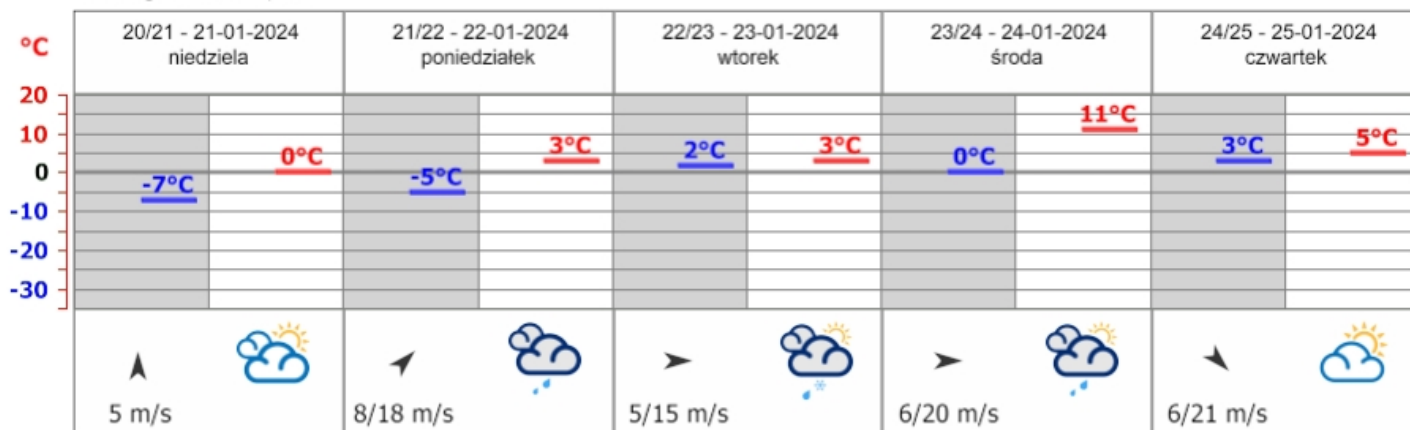 °C
20/21 - 21-01-2024
niedziela
21/22 - 22-01-2024
poniedziałek
22/23 - 23-01-2024
wtorek
23/24 - 24-01-2024
środa
24/25 - 25-01-2024
czwartek
20
10
0
-10
-20
-30
-7°C
0°C
-5°C
3°C
2°C
3°C
0°C
11°C
3°C
5°C
5 m/s
8/18 m/s
5/15 m/s
6/20 m/s
6/21 m/s